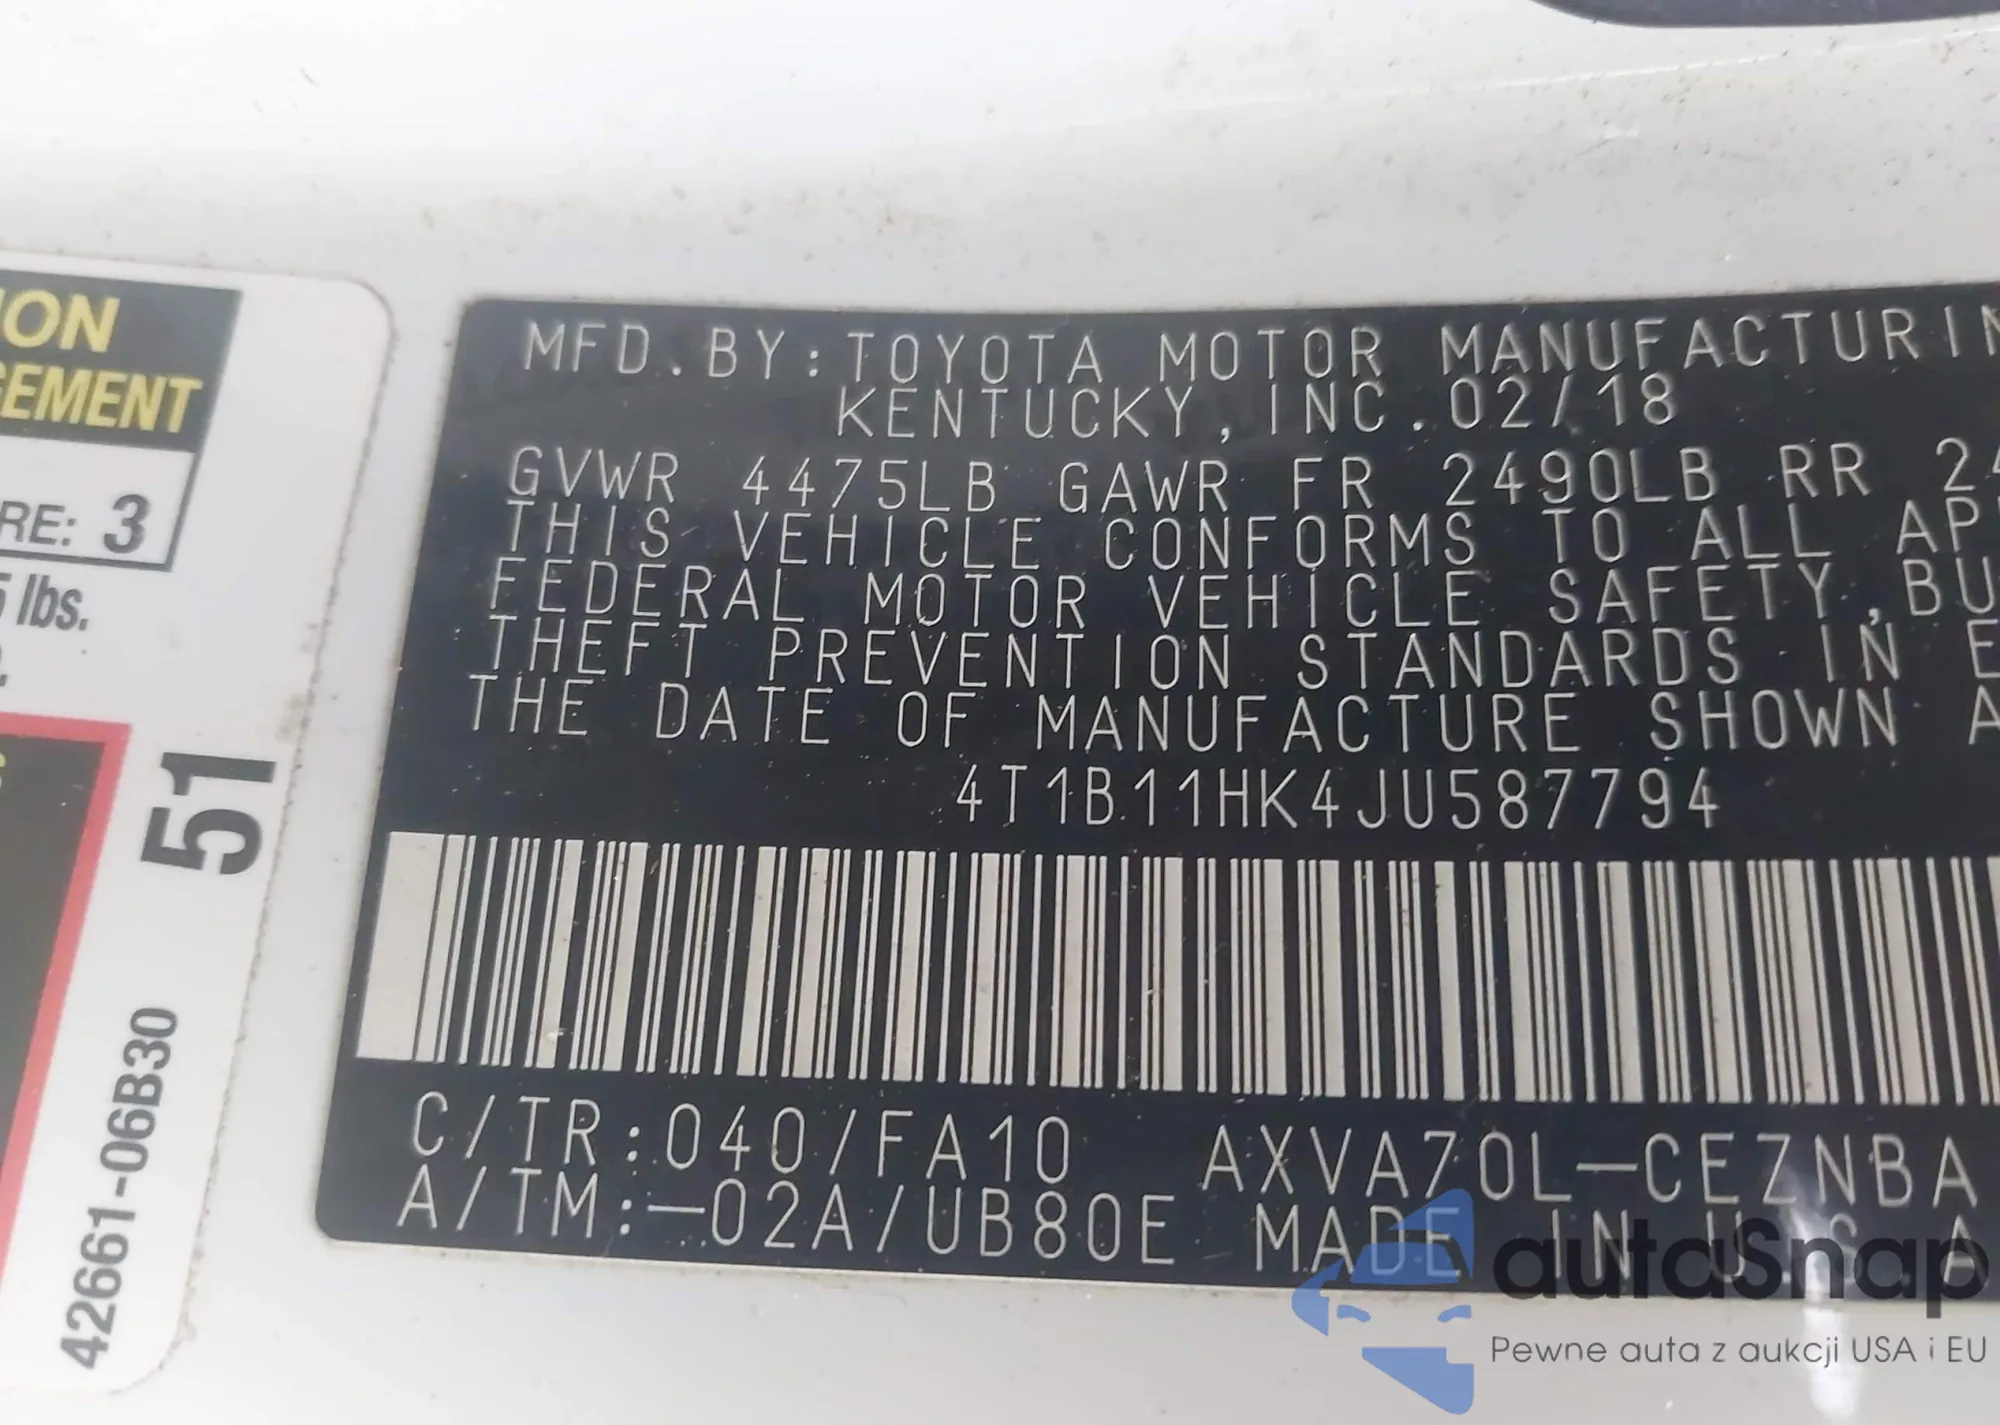 ION
GEMENT
RE: 3
5 lbs.
51
42661-06B30
MFD.BY:TOYOTA MOTOR MANUFACTURIN
KENTUCKY,INC.02/18
GVWR 4475LB GAWR FR 2490LB RR 24
THIS VEHICLE CONFORMS TO ALL AP
FEDERAL MOTOR VEHICLE SAFETY,BU
THEFT PREVENTION STANDARDS IN E
THE DATE OF MANUFACTURE SHOWN A
4T1B11HK4JU587794
C/TR:040/FA10 AXVA70L-CEZNBA
A/TM:-02A/UB80E MADE IN U.S.A
autaSnap
Pewne auta z aukcji USA i EU